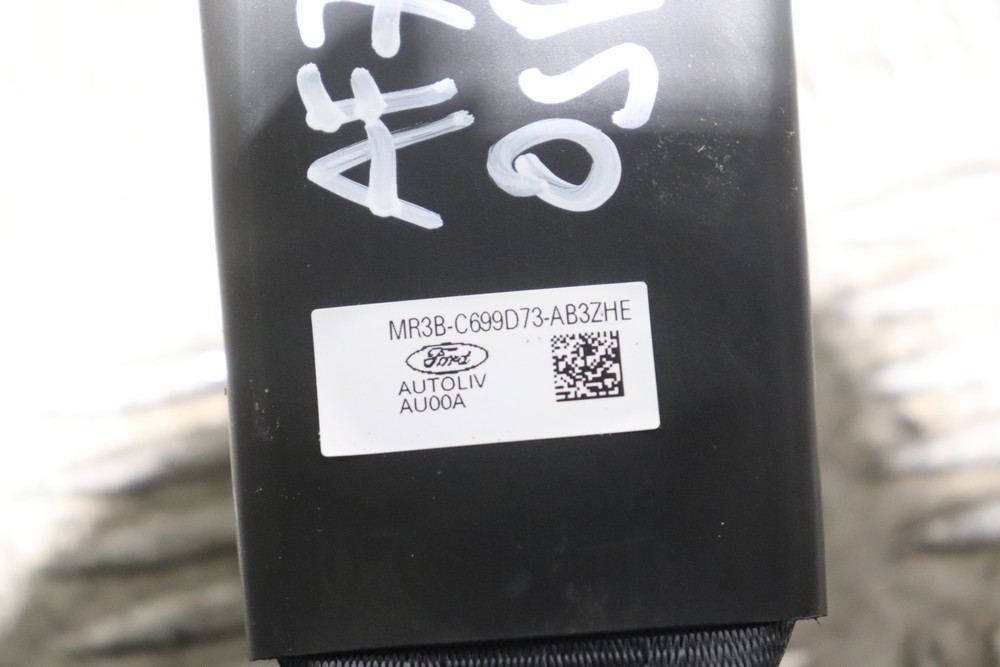 MR3B-C699D73-AB3ZHE
Ford
AUTOLIV
AU00A